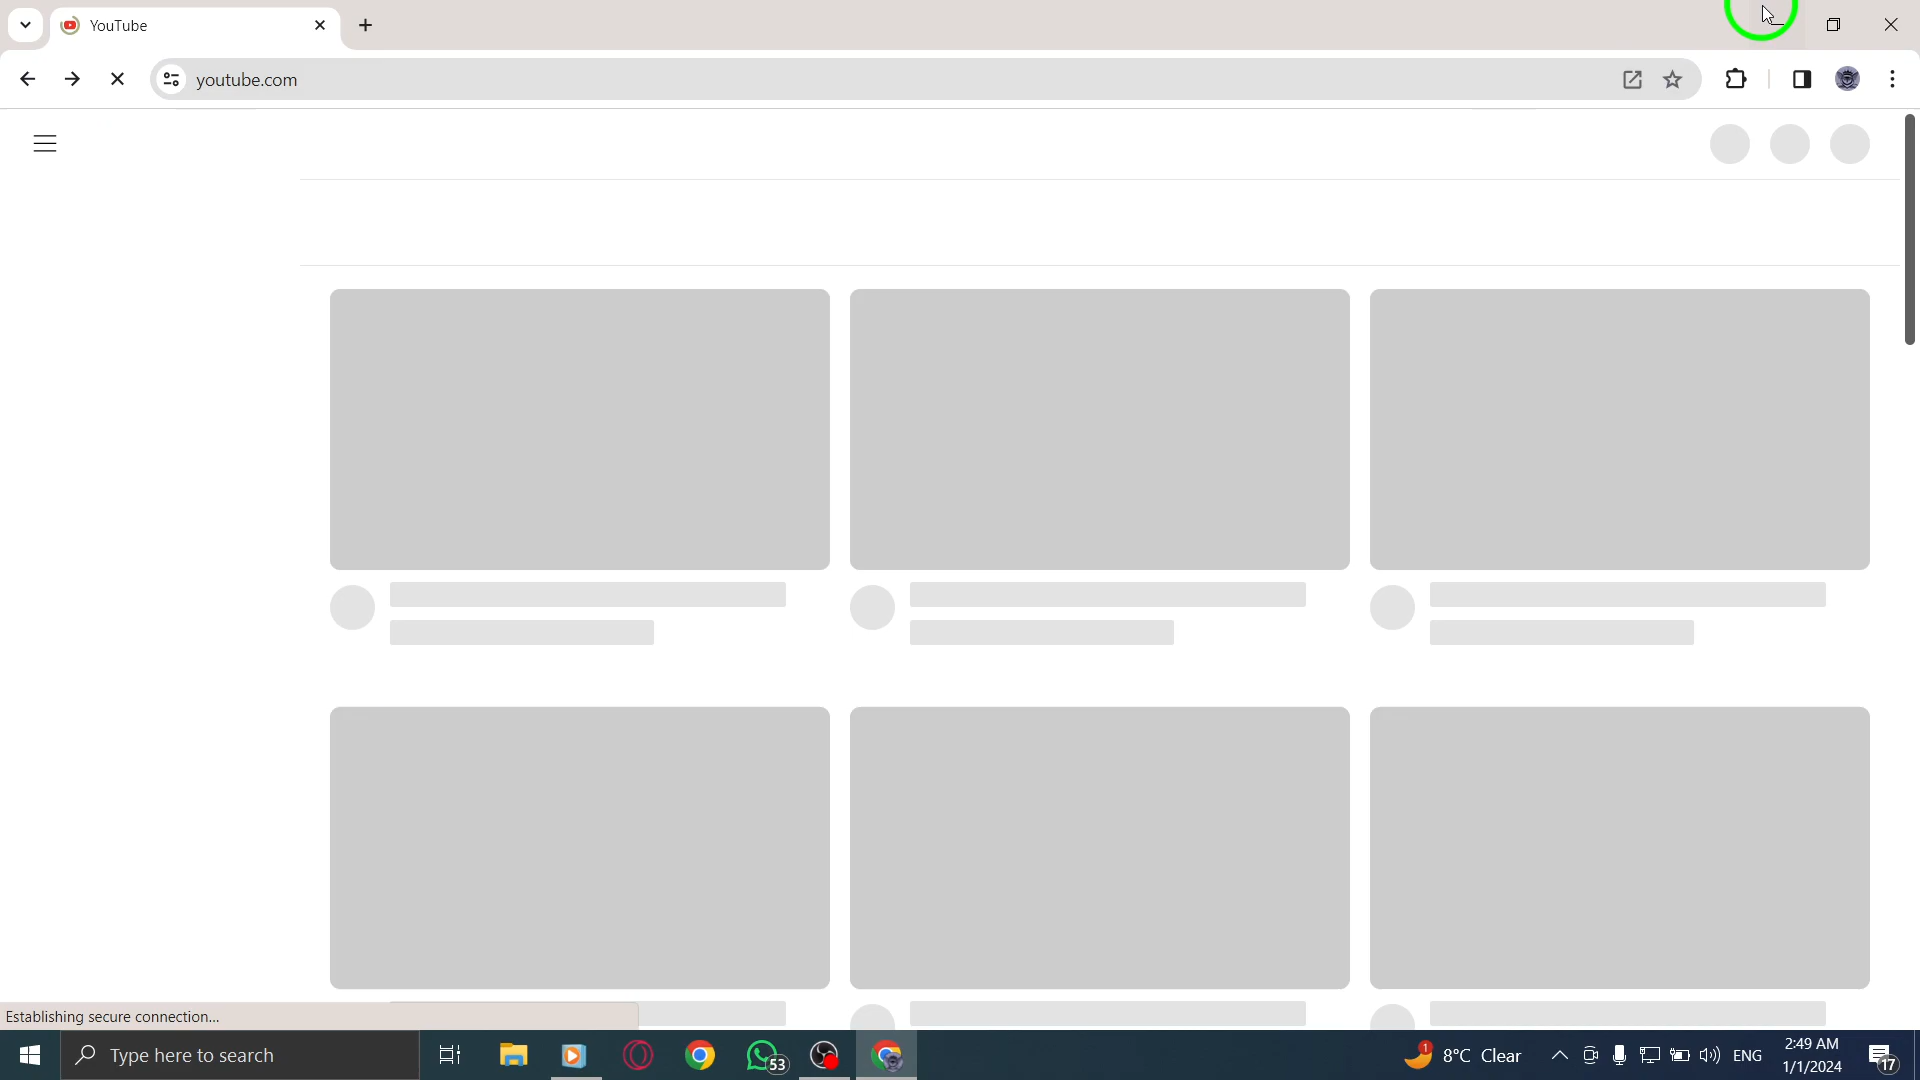 YouTube
youtube.com
Establishing secure connection...
Type here to search
53
1
8°C Clear
ENG
2:49 AM
1/1/2024
17